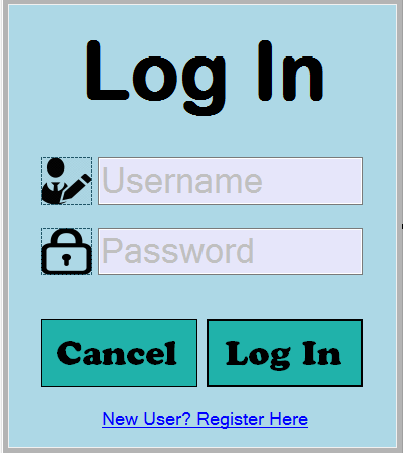 Log In
Username
Password
Cancel Log In
New User? Register Here